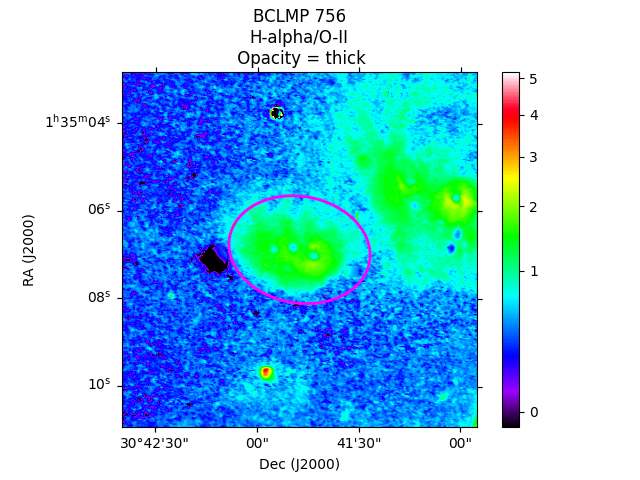 BCLMP 756
H-alpha/O-II
Opacity = thick
1h35m04s
06s
08s
10s
30°42'30"
00"
41'30"
00"
RA (J2000)
Dec (J2000)
5
4
3
2
1
0